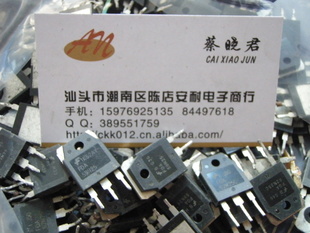 AN
蔡晓君
CAI XIAO JUN
汕头市潮南区陈店安耐电子商行
手机：15976925135 84497618
Q Q：389551759
http://ckk012.cn.alibaba.com